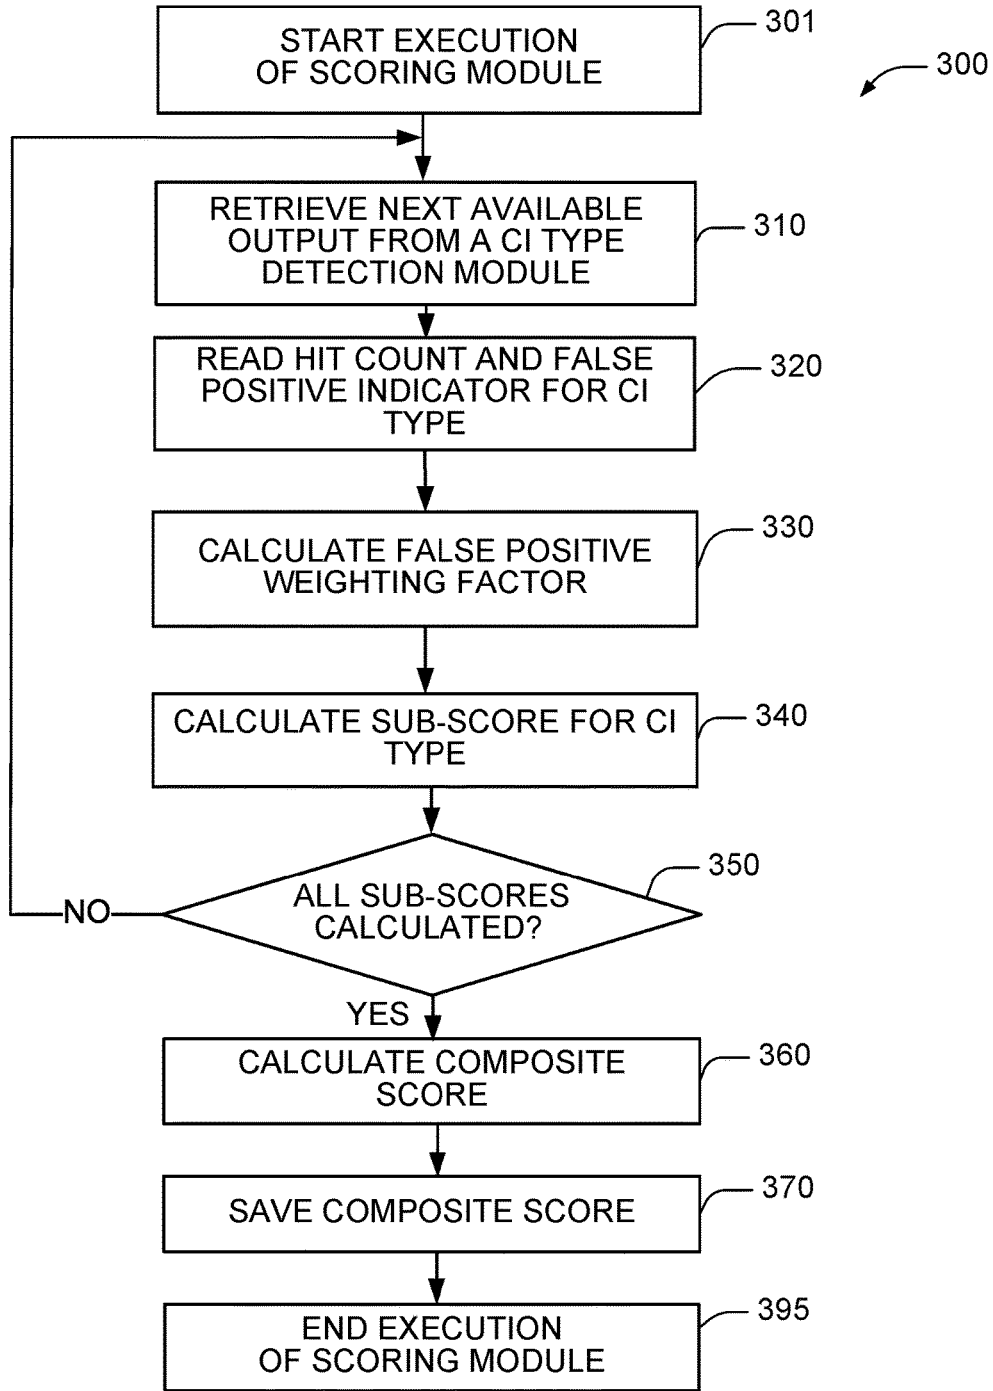 START EXECUTION
OF SCORING MODULE
301
300
RETRIEVE NEXT AVAILABLE
OUTPUT FROM A CI TYPE
DETECTION MODULE
310
READ HIT COUNT AND FALSE
POSITIVE INDICATOR FOR CI
TYPE
320
CALCULATE FALSE POSITIVE
WEIGHTING FACTOR
330
CALCULATE SUB-SCORE FOR CI
TYPE
340
ALL SUB-SCORES
CALCULATED?
350
NO
YES
CALCULATE COMPOSITE
SCORE
360
SAVE COMPOSITE SCORE
370
END EXECUTION
OF SCORING MODULE
395